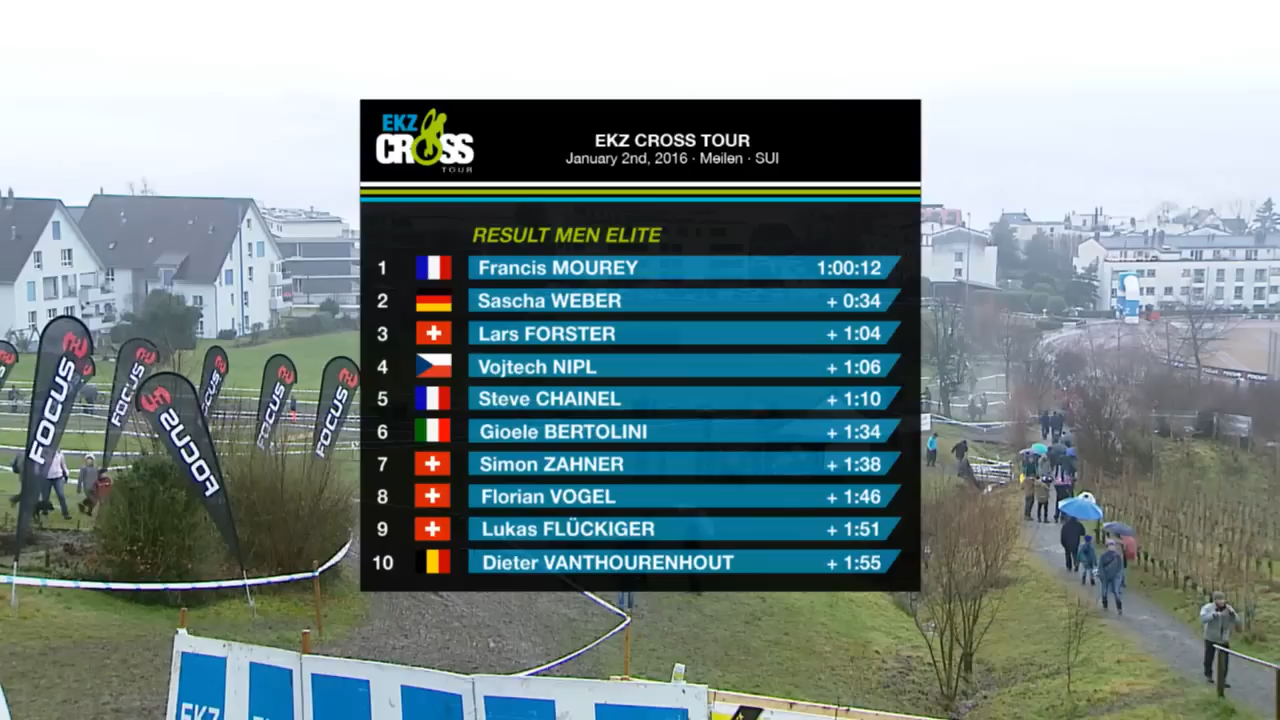 EKZ
CROSS
TOUR
EKZ CROSS TOUR
January 2nd, 2016 · Meilen · SUI
RESULT MEN ELITE
1 Francis MOUREY 1:00:12
2 Sascha WEBER + 0:34
3 Lars FORSTER + 1:04
4 Vojtech NIPL + 1:06
5 Steve CHAINEL + 1:10
6 Gioele BERTOLINI + 1:34
7 Simon ZAHNER + 1:38
8 Florian VOGEL + 1:46
9 Lukas FLÜCKIGER + 1:51
10 Dieter VANTHOURENHOUT + 1:55
FOCUS
FOCUS
FOCUS
FOCUS
FOCUS
FOCUS
EKZ